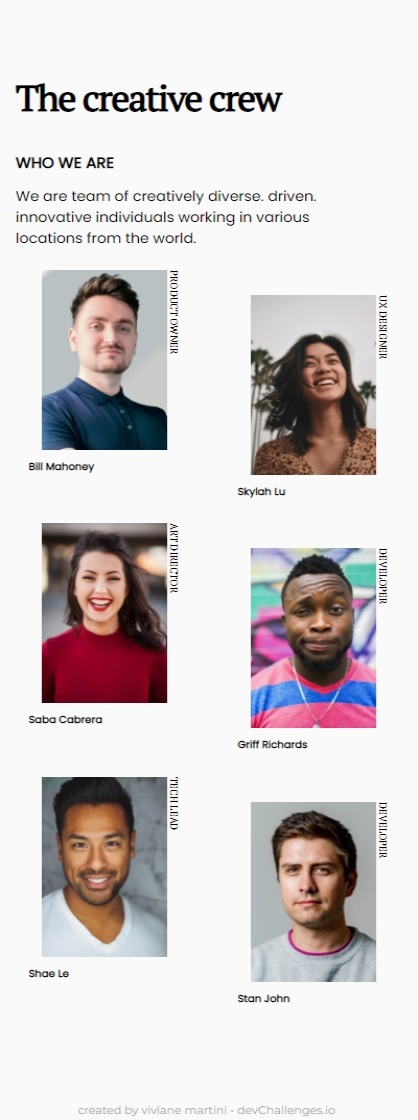 The creative crew
WHO WE ARE
We are team of creatively diverse. driven.
innovative individuals working in various
locations from the world.
PRODUCT OWNER
Bill Mahoney
UX DESIGNER
Skylah Lu
ART DIRECTOR
Saba Cabrera
DEVELOPER
Griff Richards
TECH LEAD
Shae Le
DEVELOPER
Stan John
created by viviane martini - devChallenges.io